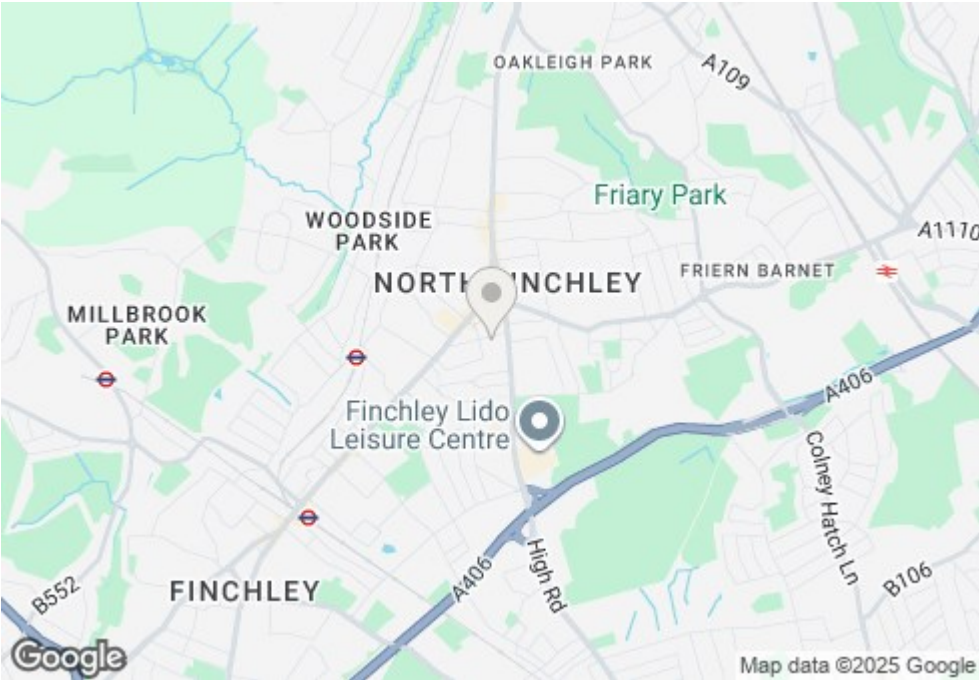 OAKLEIGH PARK
A109
Friary Park
WOODSIDE
PARK
A1110
NORTH FINCHLEY
FRIERN BARNET
MILLBROOK
PARK
A406
Finchley Lido
Leisure Centre
Colney Hatch Ln
High Rd
A406
B106
B552
FINCHLEY
Google
Map data ©2025 Google